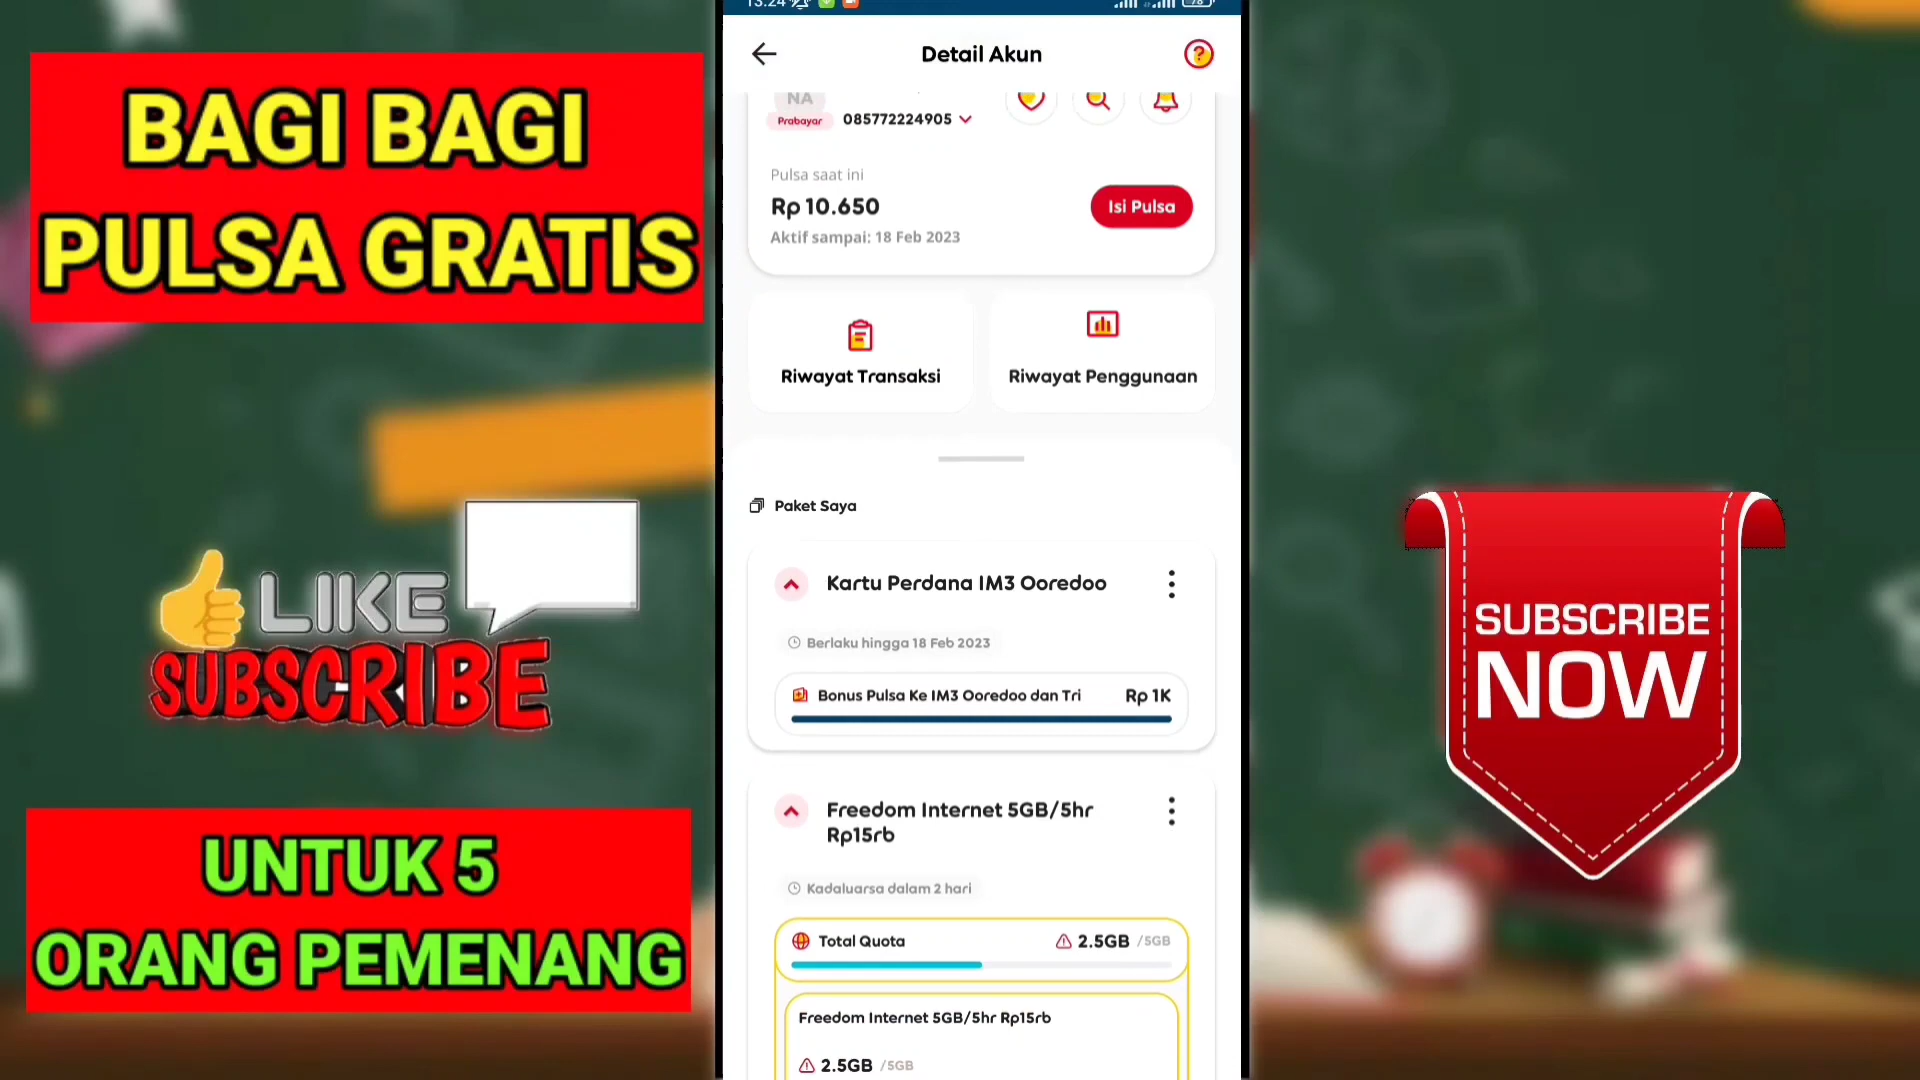 BAGI BAGI
PULSA GRATIS
LIKE
SUBSCRIBE
UNTUK 5
ORANG PEMENANG
13.24
78
Detail Akun
?
NA
Prabayar
085772224905
Pulsa saat ini
Rp 10.650
Isi Pulsa
Aktif sampai: 18 Feb 2023
Riwayat Transaksi
Riwayat Penggunaan
Paket Saya
Kartu Perdana IM3 Ooredoo
Berlaku hingga 18 Feb 2023
Bonus Pulsa Ke IM3 Ooredoo dan Tri Rp 1K
Freedom Internet 5GB/5hr
Rp15rb
Kadaluarsa dalam 2 hari
Total Quota 2.5GB /5GB
Freedom Internet 5GB/5hr Rp15rb
2.5GB /5GB
SUBSCRIBE
NOW